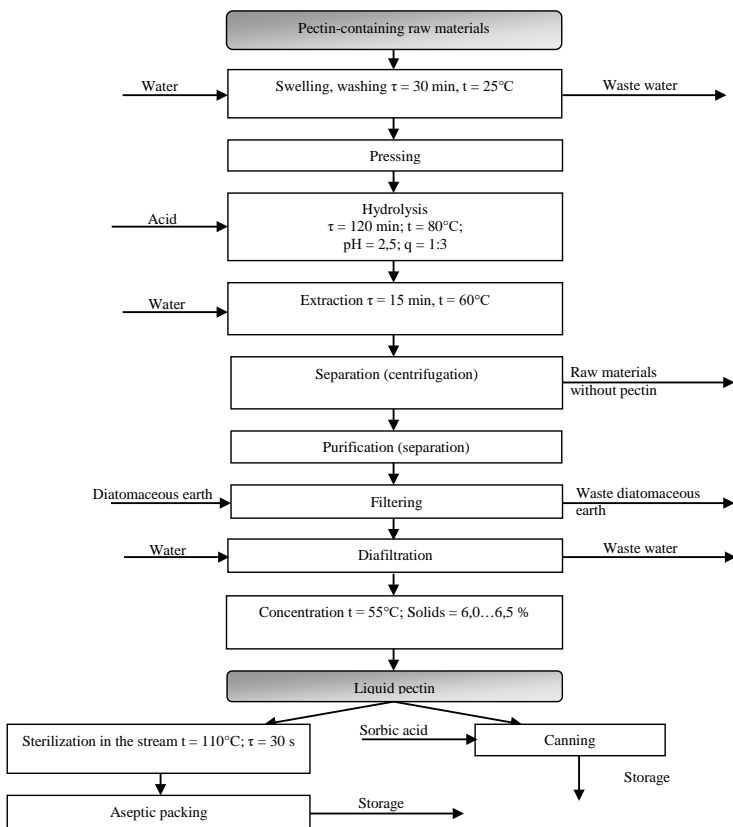 Pectin-containing raw materials
Water
Swelling, washing τ = 30 min, t = 25°C
Waste water
Pressing
Acid
Hydrolysis
τ = 120 min; t = 80°C;
pH = 2,5; q = 1:3
Water
Extraction τ = 15 min, t = 60°C
Separation (centrifugation)
Raw materials
without pectin
Purification (separation)
Diatomaceous earth
Filtering
Waste diatomaceous
earth
Water
Diafiltration
Waste water
Concentration t = 55°C; Solids = 6,0…6,5 %
Liquid pectin
Sterilization in the stream t = 110°C; τ = 30 s
Sorbic acid
Canning
Storage
Aseptic packing
Storage